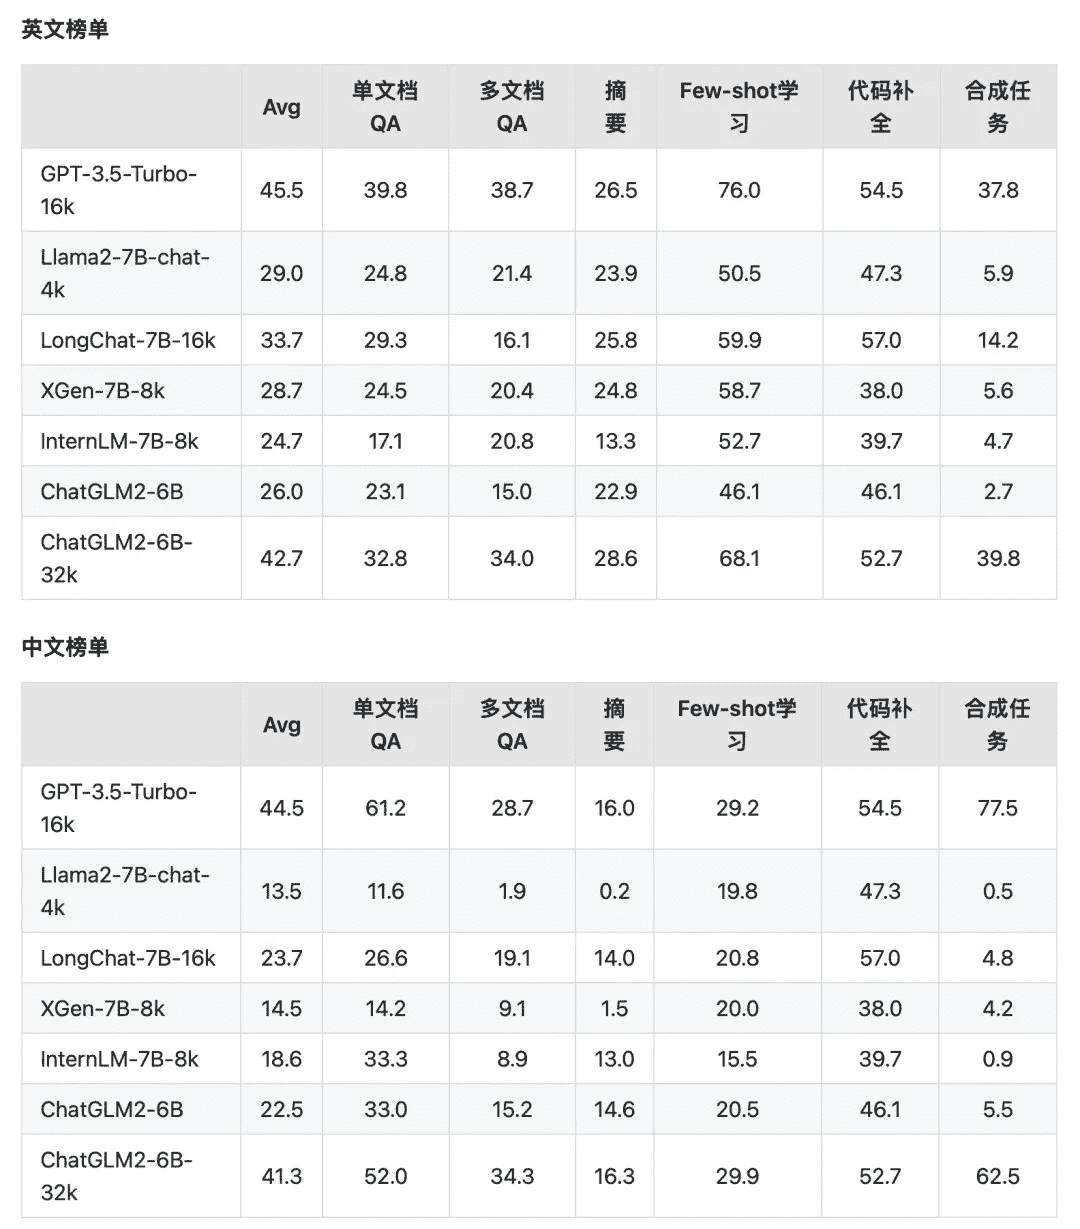 英文榜单
Avg 单文档QA 多文档QA 摘要 Few-shot学习 代码补全 合成任务
GPT-3.5-Turbo-16k 45.5 39.8 38.7 26.5 76.0 54.5 37.8
Llama2-7B-chat-4k 29.0 24.8 21.4 23.9 50.5 47.3 5.9
LongChat-7B-16k 33.7 29.3 16.1 25.8 59.9 57.0 14.2
XGen-7B-8k 28.7 24.5 20.4 24.8 58.7 38.0 5.6
InternLM-7B-8k 24.7 17.1 20.8 13.3 52.7 39.7 4.7
ChatGLM2-6B 26.0 23.1 15.0 22.9 46.1 46.1 2.7
ChatGLM2-6B-32k 42.7 32.8 34.0 28.6 68.1 52.7 39.8
中文榜单
Avg 单文档QA 多文档QA 摘要 Few-shot学习 代码补全 合成任务
GPT-3.5-Turbo-16k 44.5 61.2 28.7 16.0 29.2 54.5 77.5
Llama2-7B-chat-4k 13.5 11.6 1.9 0.2 19.8 47.3 0.5
LongChat-7B-16k 23.7 26.6 19.1 14.0 20.8 57.0 4.8
XGen-7B-8k 14.5 14.2 9.1 1.5 20.0 38.0 4.2
InternLM-7B-8k 18.6 33.3 8.9 13.0 15.5 39.7 0.9
ChatGLM2-6B 22.5 33.0 15.2 14.6 20.5 46.1 5.5
ChatGLM2-6B-32k 41.3 52.0 34.3 16.3 29.9 52.7 62.5